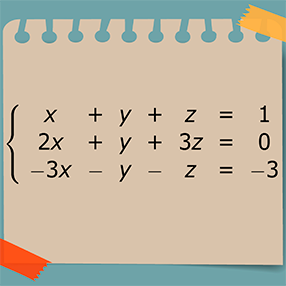 x + y + z = 1
2x + y + 3z = 0
−3x − y − z = −3